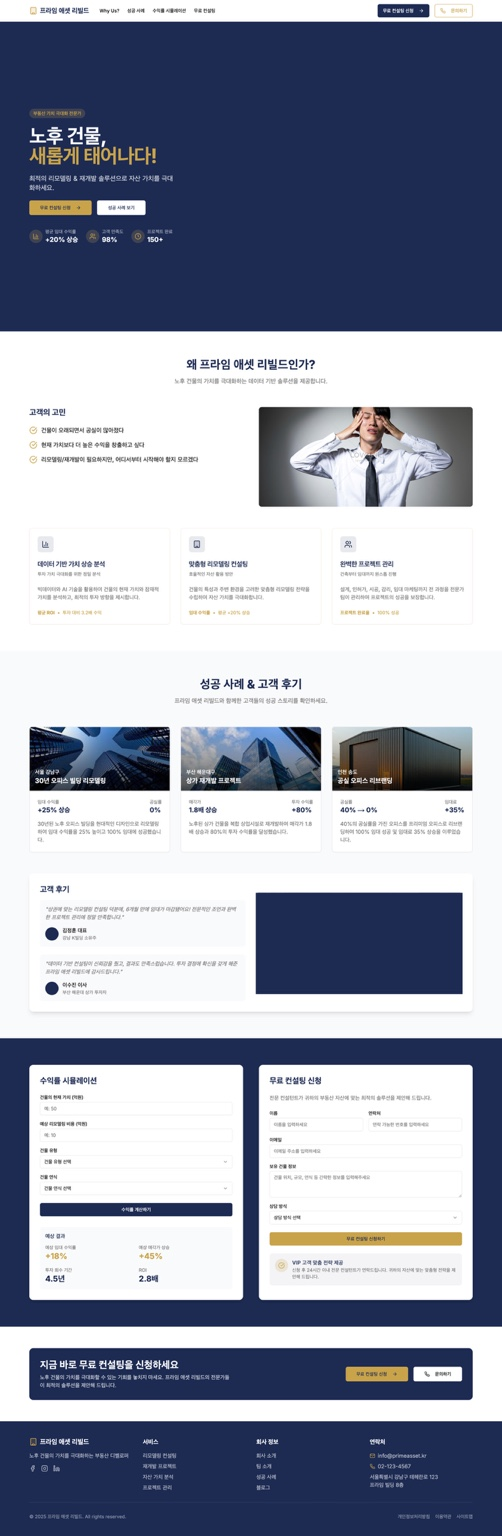 프라임 애셋 리빌드
Why Us?
성공 사례
수익률 시뮬레이션
무료 컨설팅
무료 컨설팅 신청
문의하기
부동산 가치 극대화 전문가
노후 건물,
새롭게 태어나다!
최적의 리모델링 & 재개발 솔루션으로 자산 가치를 극대
화하세요.
무료 컨설팅 신청
성공 사례 보기
평균 임대 수익률
+20% 상승
고객 만족도
98%
프로젝트 완료
150+
왜 프라임 애셋 리빌드인가?
노후 건물의 가치를 극대화하는 데이터 기반 솔루션을 제공합니다.
고객의 고민
건물이 오래되면서 공실이 많아졌다
현재 가치보다 더 높은 수익을 창출하고 싶다
리모델링/재개발이 필요하지만, 어디서부터 시작해야 할지 모르겠다
데이터 기반 가치 상승 분석
투자 가치 극대화를 위한 정밀 분석
빅데이터와 AI 기술을 활용하여 건물의 현재 가치와 잠재적
가치를 분석하고, 최적의 투자 방향을 제시합니다.
평균 ROI • 투자 대비 2.3배 수익
맞춤형 리모델링 컨설팅
효율적인 자산 활용 방안
건물의 특성과 주변 환경을 고려한 맞춤형 리모델링 전략을
수립하여 자산 가치를 극대화합니다.
임대 수익률 • 평균 +20% 상승
완벽한 프로젝트 관리
건축부터 임대까지 원스톱 진행
설계, 인허가, 시공, 감리, 임대 마케팅까지 전 과정을 전문가
팀이 관리하여 프로젝트의 성공을 보장합니다.
프로젝트 완료율 • 100% 성공
성공 사례 & 고객 후기
프라임 애셋 리빌드와 함께한 고객들의 성공 스토리를 확인하세요.
서울 강남구
30년 오피스 빌딩 리모델링
임대 수익률
공실률
+25% 상승
0%
30년된 노후 오피스 빌딩을 현대적인 디자인으로 리모델링
하여 임대 수익률을 25% 높이고 100% 임대에 성공했습니
다.
부산 해운대구
상가 재개발 프로젝트
매각가
투자 수익률
1.8배 상승
+80%
노후된 상가 건물을 복합 상업시설로 재개발하여 매각가 1.8
배 상승과 80%의 투자 수익률을 달성했습니다.
인천 송도
공실 오피스 리브랜딩
공실률
임대료
40% → 0%
+35%
40%의 공실률을 가진 오피스를 프리미엄 오피스로 리브랜
딩하여 100% 임대 성공 및 임대료 35% 상승을 이루었습
니다.
고객 후기
"상권에 맞는 리모델링 컨설팅 덕분에, 6개월 만에 임대가 마감됐어요! 전문적인 조언과 완벽
한 프로젝트 관리에 정말 만족합니다."
김정훈 대표
강남 K빌딩 소유주
"데이터 기반 컨설팅이 신뢰감을 줬고, 결과도 만족스럽습니다. 투자 결정에 확신을 갖게 해준
프라임 애셋 리빌드에 감사드립니다."
이수진 이사
부산 해운대 상가 투자자
수익률 시뮬레이션
건물의 현재 가치 (억원)
예: 50
예상 리모델링 비용 (억원)
예: 10
건물 유형
건물 유형 선택
건물 연식
건물 연식 선택
수익률 계산하기
예상 결과
예상 임대 수익률
예상 매각가 상승
+18%
+45%
투자 회수 기간
ROI
4.5년
2.8배
무료 컨설팅 신청
전문 컨설턴트가 귀하의 부동산 자산에 맞는 최적의 솔루션을 제안해 드립니다.
이름
연락처
이름을 입력하세요
연락 가능한 번호를 입력하세요
이메일
이메일 주소를 입력하세요
보유 건물 정보
건물 위치, 규모, 연식 등 간략한 정보를 입력해주세요
상담 방식
상담 방식 선택
무료 컨설팅 신청하기
VIP 고객 맞춤 전략 제공
신청 후 24시간 이내 전문 컨설턴트가 연락드립니다. 귀하의 자산에 맞는 맞춤형 전략을 제
안해 드립니다.
지금 바로 무료 컨설팅을 신청하세요
노후 건물의 가치를 극대화할 수 있는 기회를 놓치지 마세요. 프라임 애셋 리빌드의 전문가들
이 최적의 솔루션을 제안해 드립니다.
무료 컨설팅 신청
문의하기
프라임 애셋 리빌드
노후 건물의 가치를 극대화하는 부동산 디벨로퍼
서비스
리모델링 컨설팅
재개발 프로젝트
자산 가치 분석
프로젝트 관리
회사 정보
회사 소개
팀 소개
성공 사례
블로그
연락처
info@primeasset.kr
02-123-4567
서울특별시 강남구 테헤란로 123
프라임 빌딩 8층
© 2025 프라임 애셋 리빌드. All rights reserved.
개인정보처리방침
이용약관
사이트맵